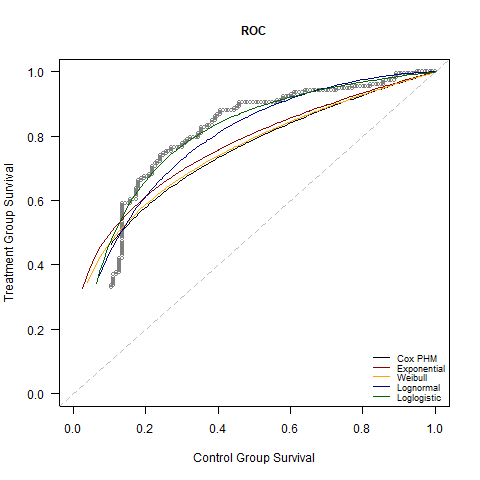 ROC
Treatment Group Survival
1.0
0.8
0.6
0.4
0.2
0.0
Cox PHM
Exponential
Weibull
Lognormal
Loglogistic
0.0 0.2 0.4 0.6 0.8 1.0
Control Group Survival